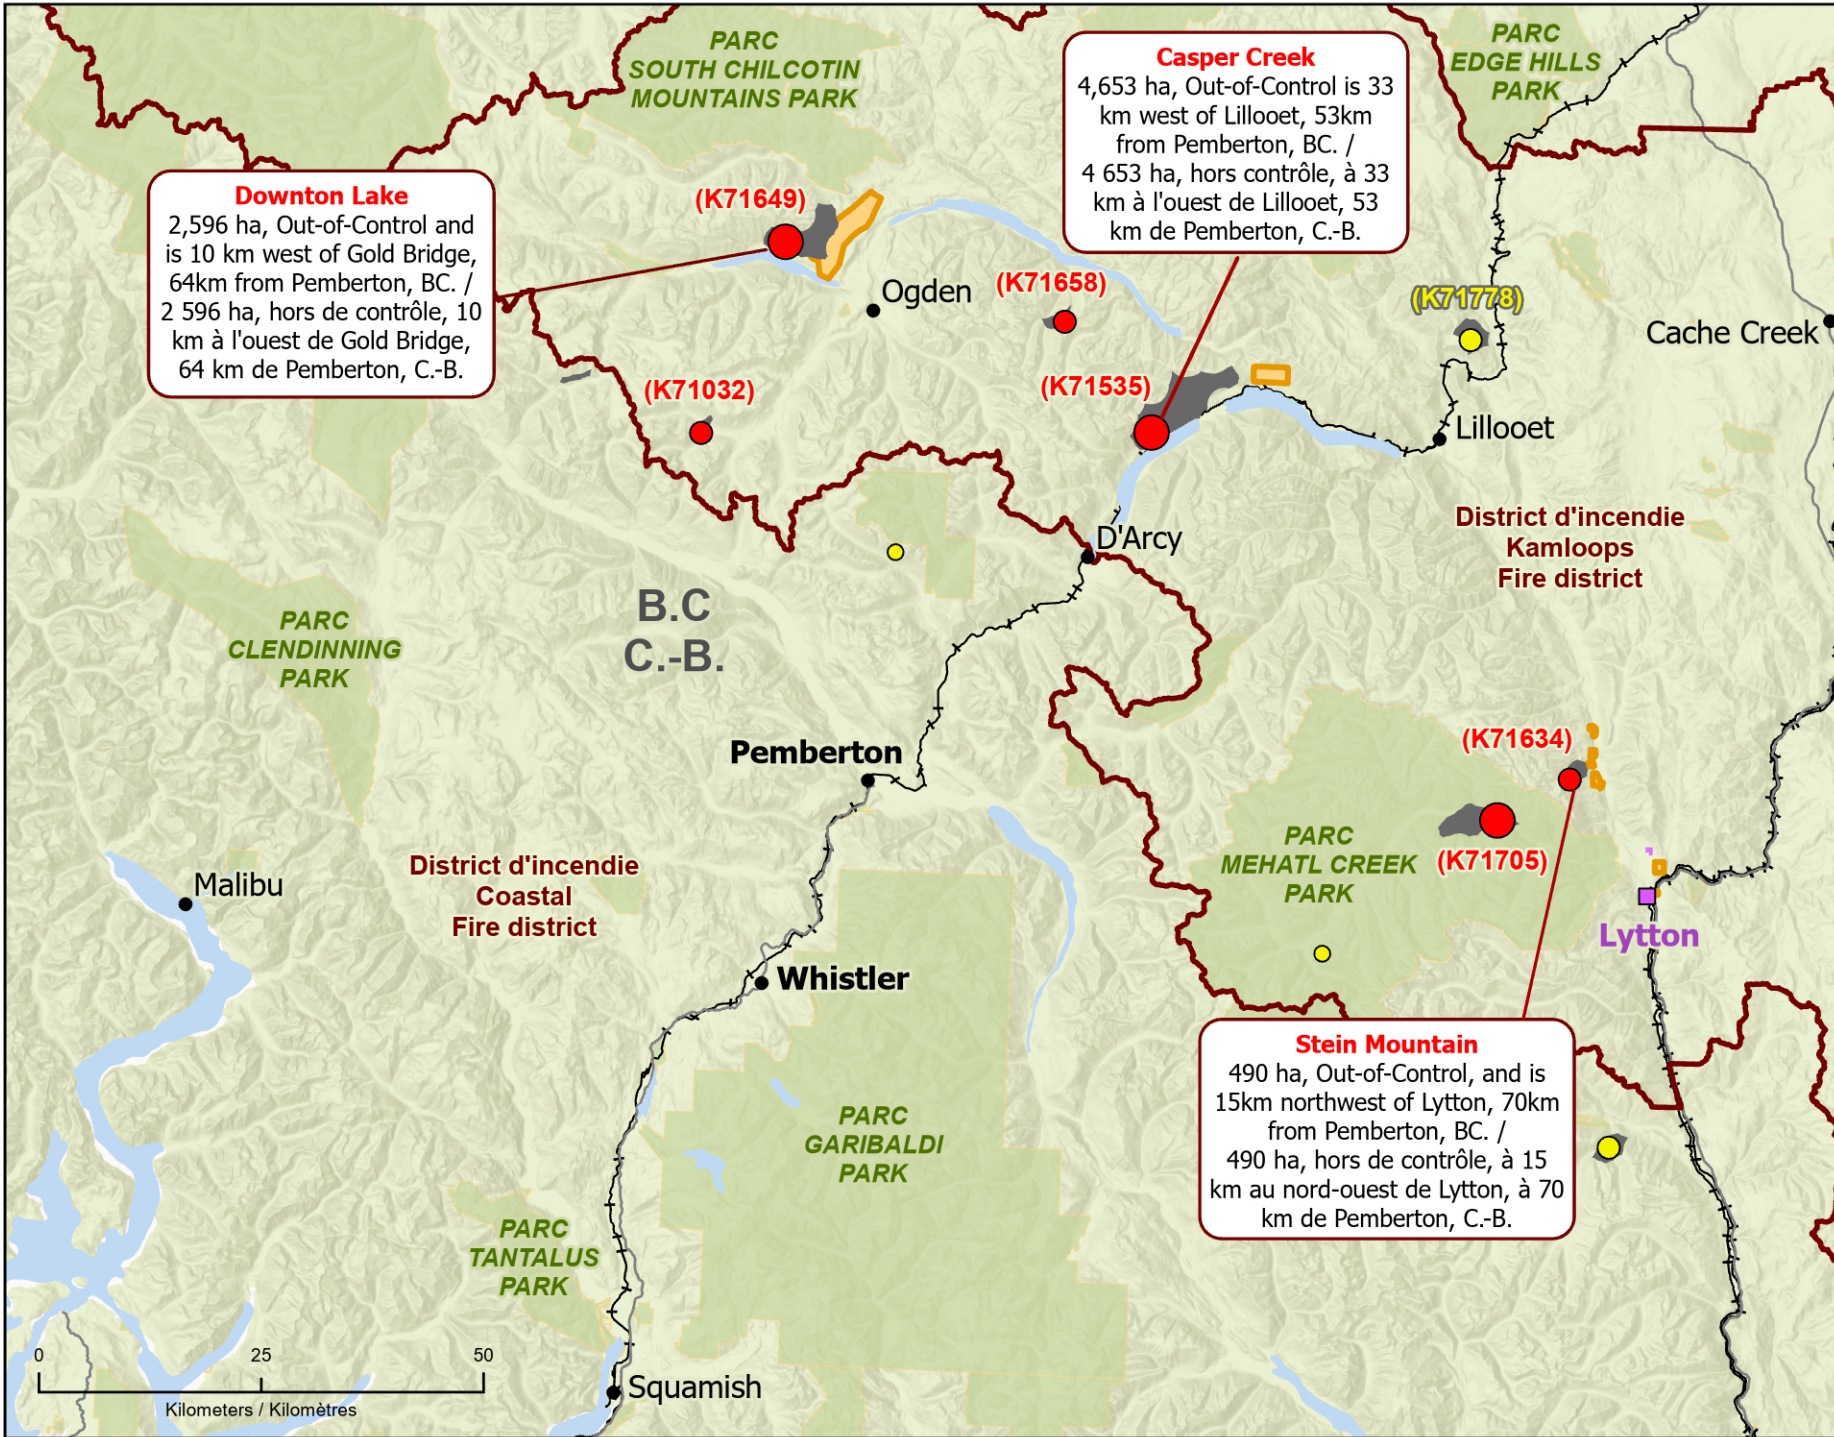 PARC
SOUTH CHILCOTIN
MOUNTAINS PARK
PARC
EDGE HILLS
PARK
Casper Creek
4,653 ha, Out-of-Control is 33
km west of Lillooet, 53km
from Pemberton, BC. /
4 653 ha, hors contrôle, à 33
km à l'ouest de Lillooet, 53
km de Pemberton, C.-B.
Downton Lake
2,596 ha, Out-of-Control and
is 10 km west of Gold Bridge,
64km from Pemberton, BC. /
2 596 ha, hors de contrôle, 10
km à l'ouest de Gold Bridge,
64 km de Pemberton, C.-B.
(K71649)
Ogden
(K71658)
(K71778)
Cache Creek
(K71032)
(K71535)
Lillooet
D'Arcy
District d'incendie
Kamloops
Fire district
B.C
C.-B.
PARC
CLENDINNING
PARK
Pemberton
(K71634)
PARC
MEHATL CREEK
PARK
(K71705)
Malibu
District d'incendie
Coastal
Fire district
Lytton
Whistler
Stein Mountain
490 ha, Out-of-Control, and is
15km northwest of Lytton, 70km
from Pemberton, BC. /
490 ha, hors de contrôle, à 15
km au nord-ouest de Lytton, à 70
km de Pemberton, C.-B.
PARC
GARIBALDI
PARK
PARC
TANTALUS
PARK
0 25 50
Kilometers / Kilomètres
Squamish